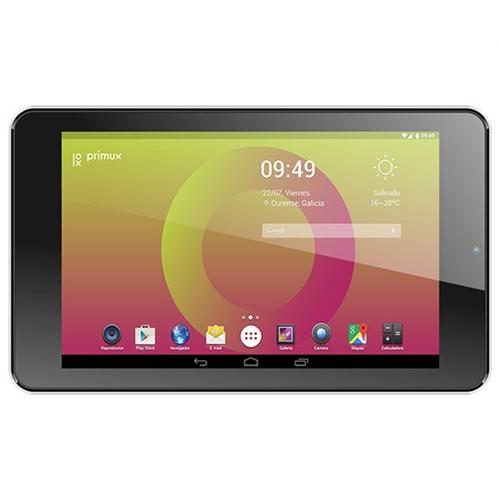 09:49
primux
09:49
22/07, Viernes
Ourense, Galicia
Soleado
16~38°C
Google
Reproductor
Play Store
Navegador
E-mail
Galería
Cámara
Mapas
Calculadora